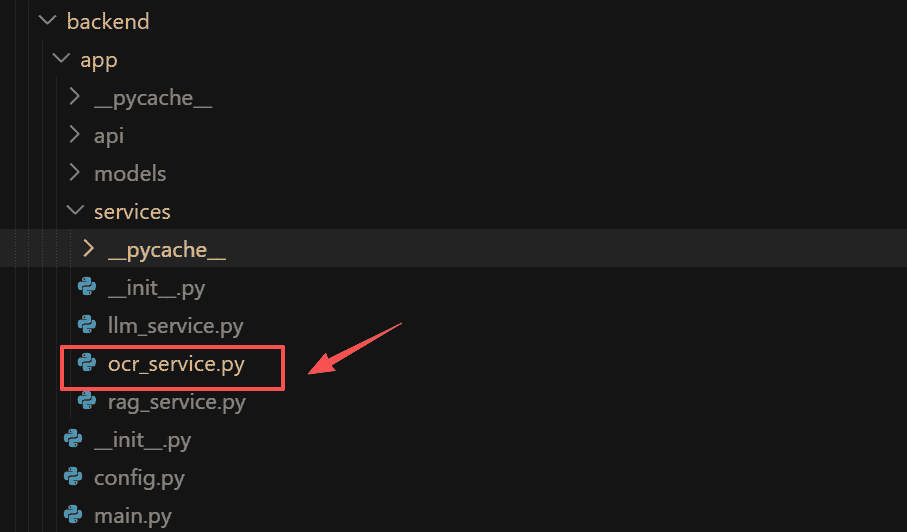 backend
app
__pycache__
api
models
services
__pycache__
__init__.py
llm_service.py
ocr_service.py
rag_service.py
__init__.py
config.py
main.py